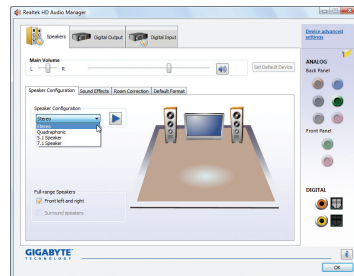 Realtek HD Audio Manager
Speakers
Digital Output
Digital Input
Device advanced
settings
Main Volume
L
R
Set Default Device
ANALOG
Back Panel
Speaker Configuration
Sound Effects
Room Correction
Default Format
Speaker Configuration
Stereo
Stereo
Quadraphonic
5.1 Speaker
7.1 Speaker
Front Panel
Full-range Speakers
Front left and right
Surround speakers
DIGITAL
GIGABYTE
TECHNOLOGY
OK